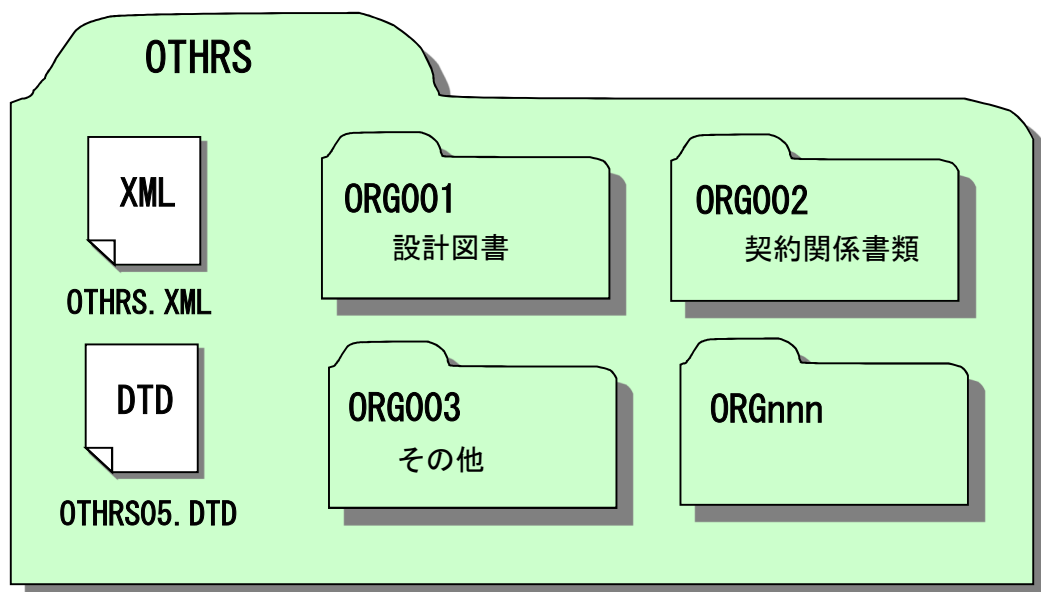 OTHRS
XML
OTHRS.XML
ORG001
設計図書
ORG002
契約関係書類
DTD
OTHRS05.DTD
ORG003
その他
ORGnnn